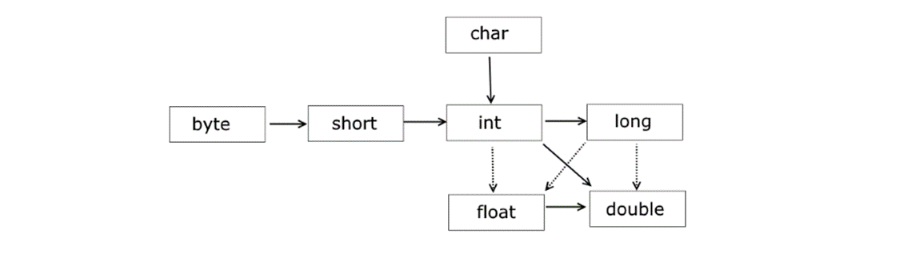 char
byte
short
int
long
float
double